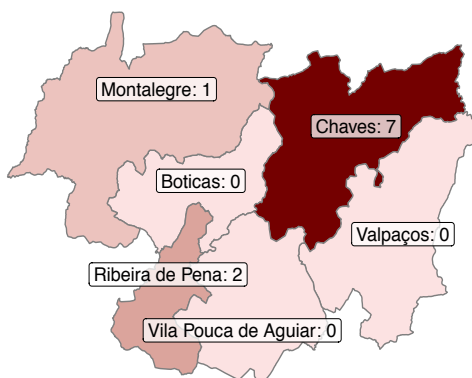 Montalegre: 1
Chaves: 7
Boticas: 0
Valpaços: 0
Ribeira de Pena: 2
Vila Pouca de Aguiar: 0